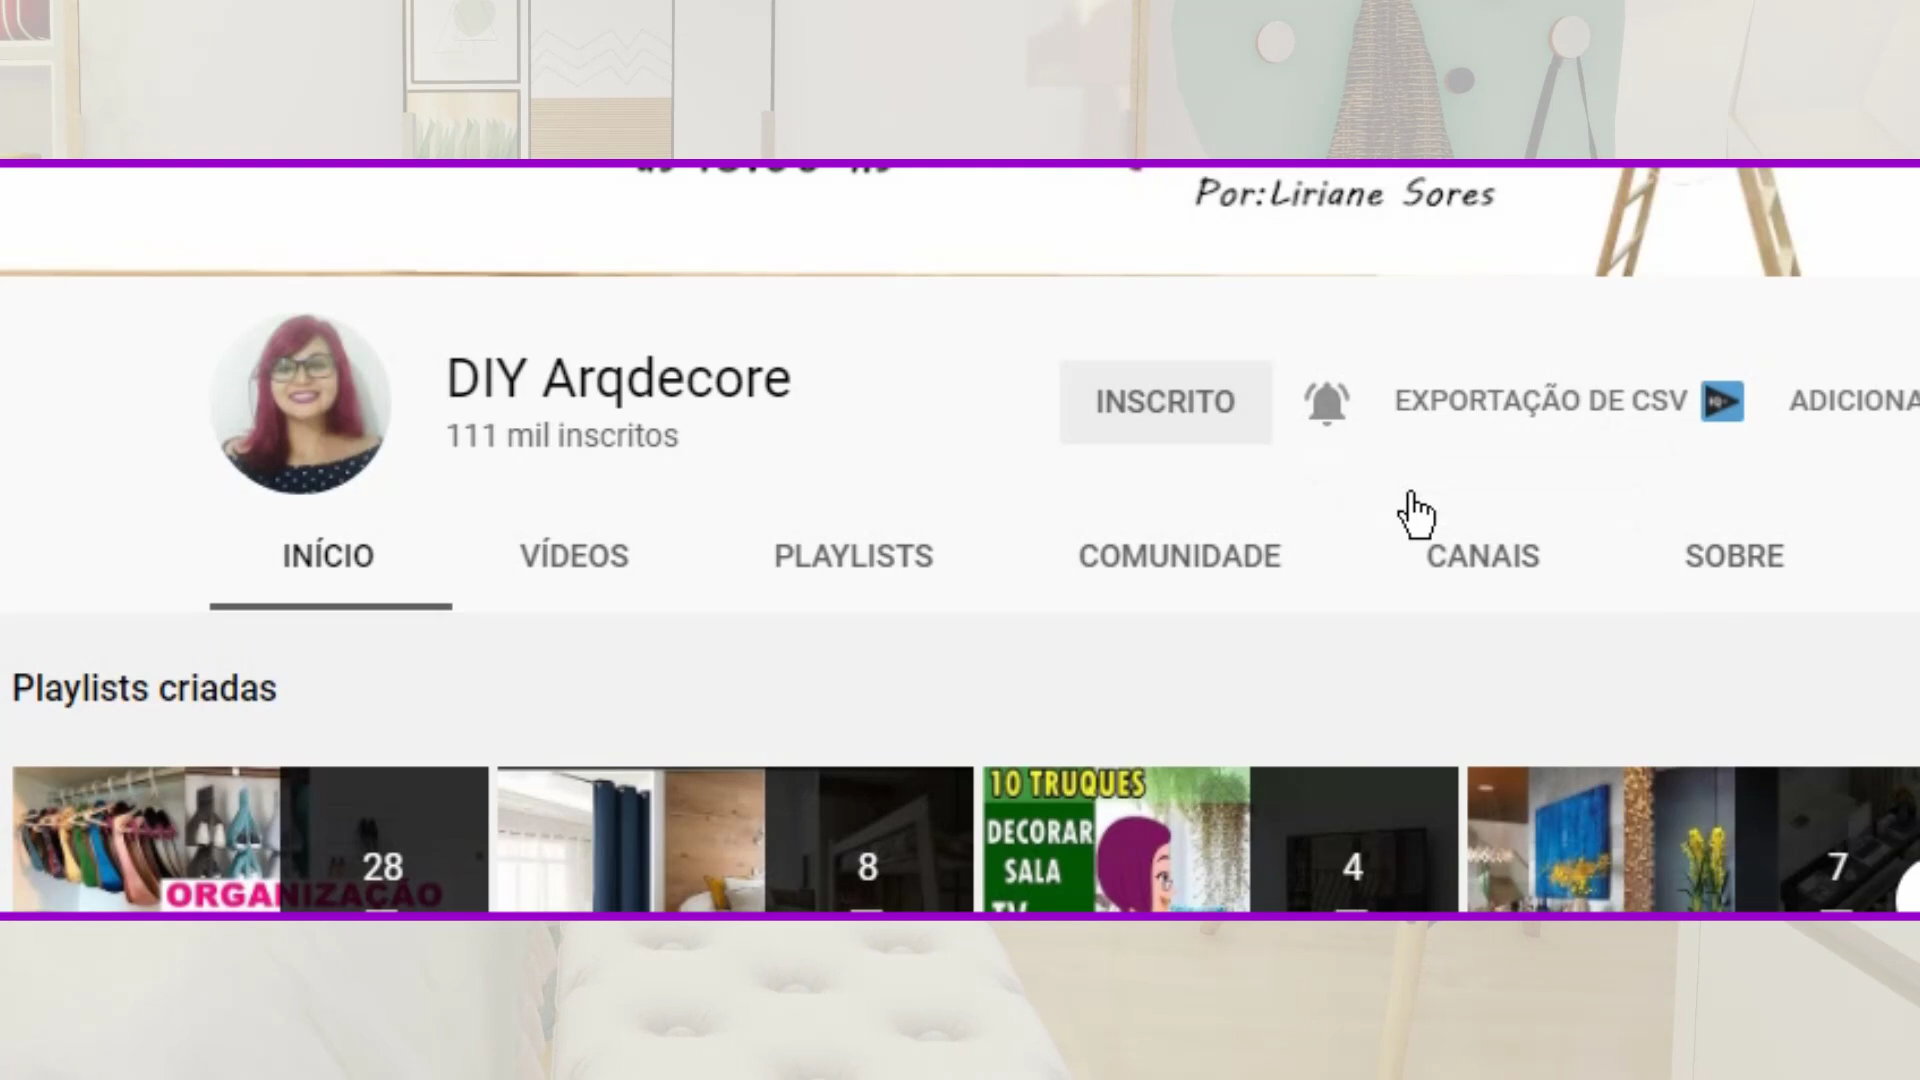 Por:Liriane Sores
DIY Arqdecore
111 mil inscritos
INSCRITO
EXPORTAÇÃO DE CSV
ADICIONA
INÍCIO
VÍDEOS
PLAYLISTS
COMUNIDADE
CANAIS
SOBRE
Playlists criadas
ORGANIZAÇÃO
28
8
10 TRUQUES
DECORAR
SALA
TV
4
7